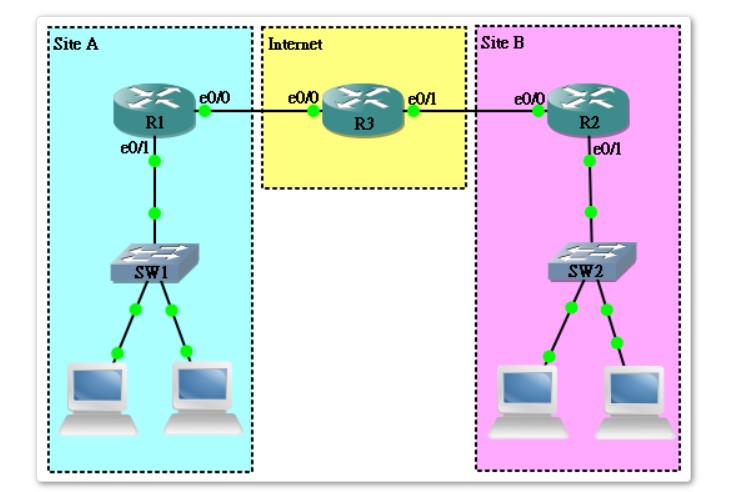 Site A
Internet
Site B
e0/0
e0/0
e0/1
e0/0
R1
R3
R2
e0/1
e0/1
SW1
SW2